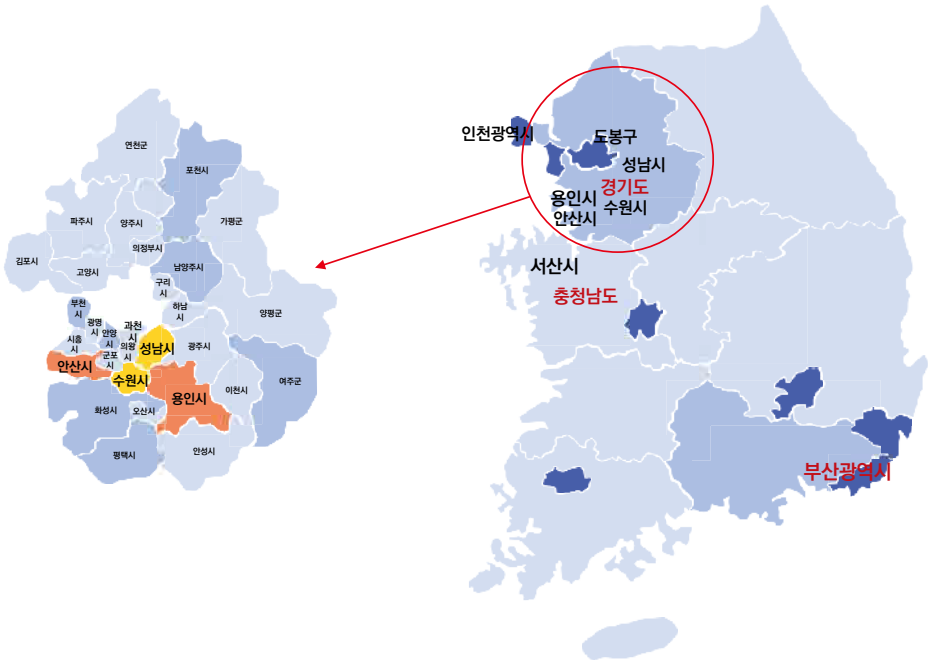 연천군
포천시
파주시
양주시
가평군
의정부시
김포시
고양시
남양주시
구리
시
하남
시
양평군
부천
시
광명
시
안양
시
과천
시
시흥
시
군포
시
의왕
시
성남시
광주시
안산시
수원시
용인시
이천시
여주군
화성시
오산시
평택시
안성시
인천광역시
도봉구
성남시
경기도
용인시
수원시
안산시
서산시
충청남도
부산광역시